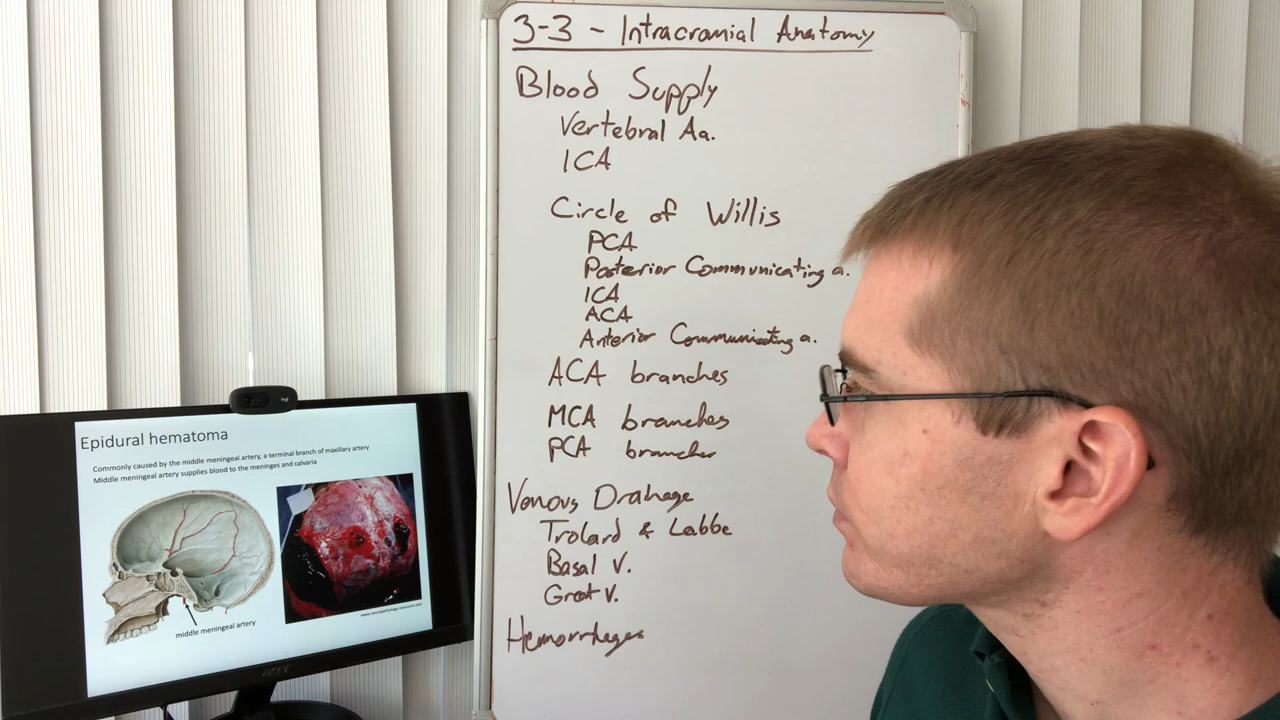 3-3 - Intracranial Anatomy
Blood Supply
Vertebral Aa.
ICA
Circle of Willis
PCA
Posterior Communicating a.
ICA
ACA
Anterior Communicating a.
ACA branches
MCA branches
PCA branches
Venous Drainage
Trolard & Labbe
Basal V.
Great V.
Hemorrhages
Epidural hematoma
Commonly caused by the middle meningeal artery, a terminal branch of maxillary artery
Middle meningeal artery supplies blood to the meninges and calvaria
middle meningeal artery
logi
acer